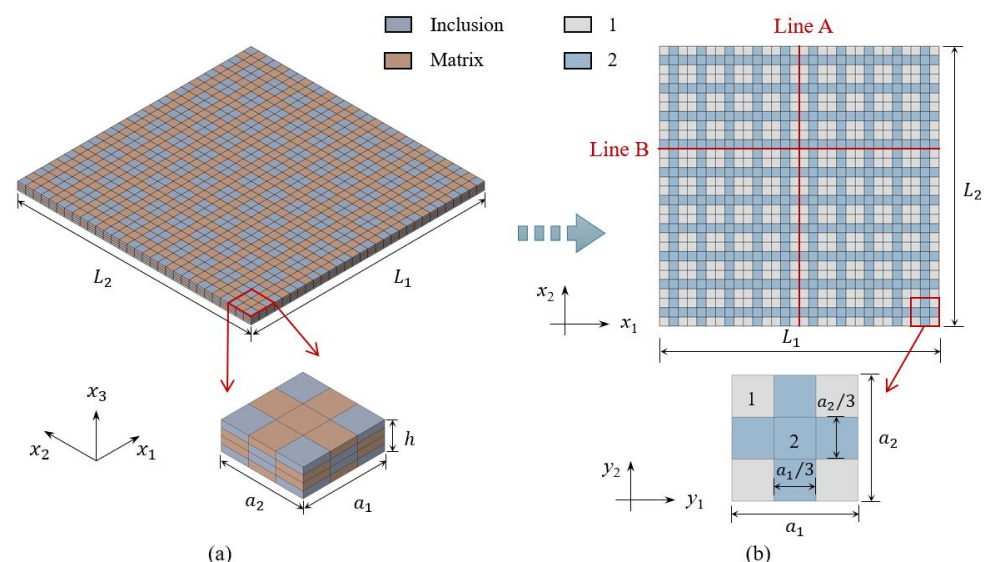 Inclusion
Matrix
1
2
Line A
Line B
L₂
L₁
x₂
x₁
L₂
L₁
x₃
x₂
x₁
h
a₂
a₁
1
2
a₂/3
a₁/3
a₂
a₁
y₂
y₁
(a)
(b)